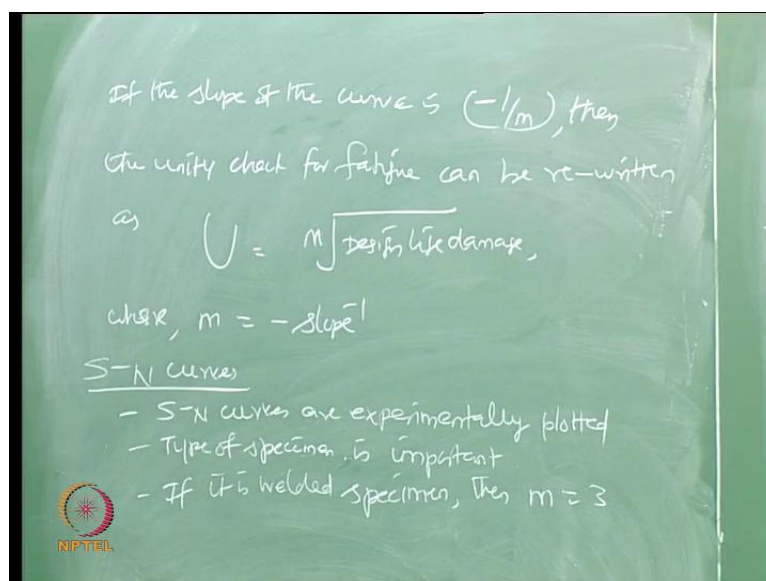 If the slope of the curve is (-1/m), then
the unity check for fatigue can be re-written
as U = m√Design life damage,
where, m = -slope⁻¹
S-N curves
- S-N curves are experimentally plotted
- Type of specimen is important
- If it is welded specimen, then m = 3
NPTEL